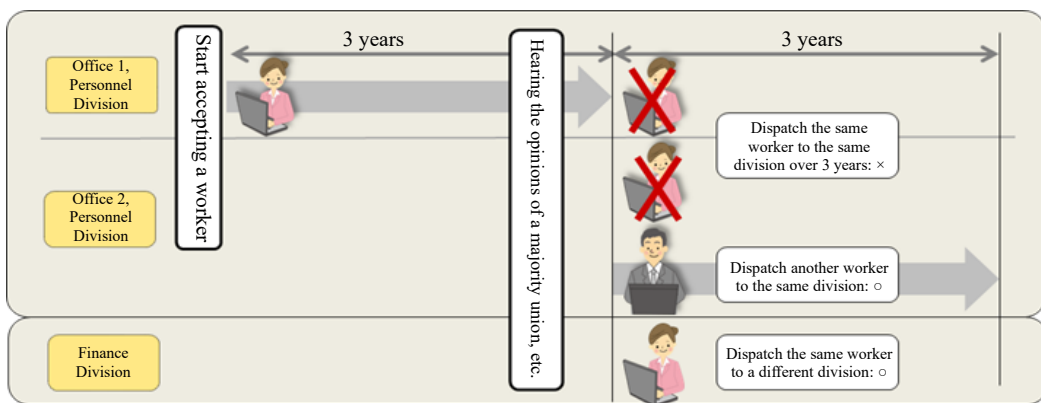 3 years
3 years
Office 1,
Personnel
Division
Start accepting a worker
Hearing the opinions of a majority union, etc.
Dispatch the same
worker to the same
division over 3 years: ×
Office 2,
Personnel
Division
Dispatch another worker
to the same division: ○
Finance
Division
Dispatch the same worker
to a different division: ○